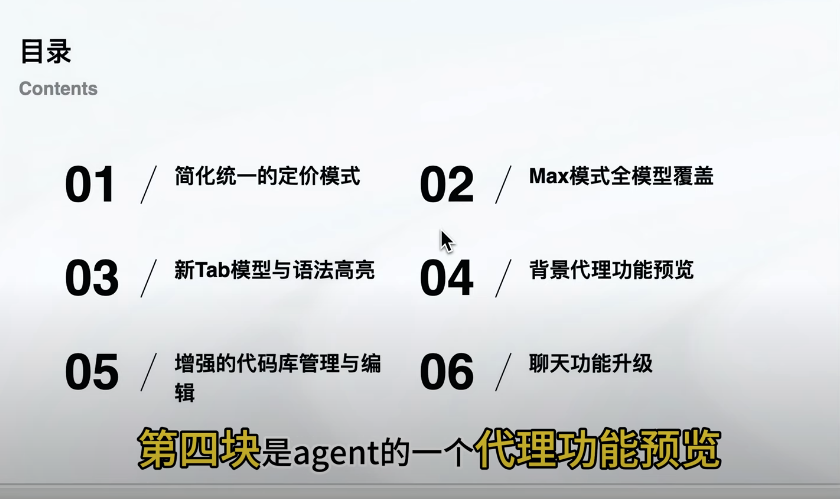 目录
Contents
01 / 简化统一的定价模式
02 / Max模式全模型覆盖
03 / 新Tab模型与语法高亮
04 / 背景代理功能预览
05 / 增强的代码库管理与编
辑
06 / 聊天功能升级
第四块是agent的一个代理功能预览